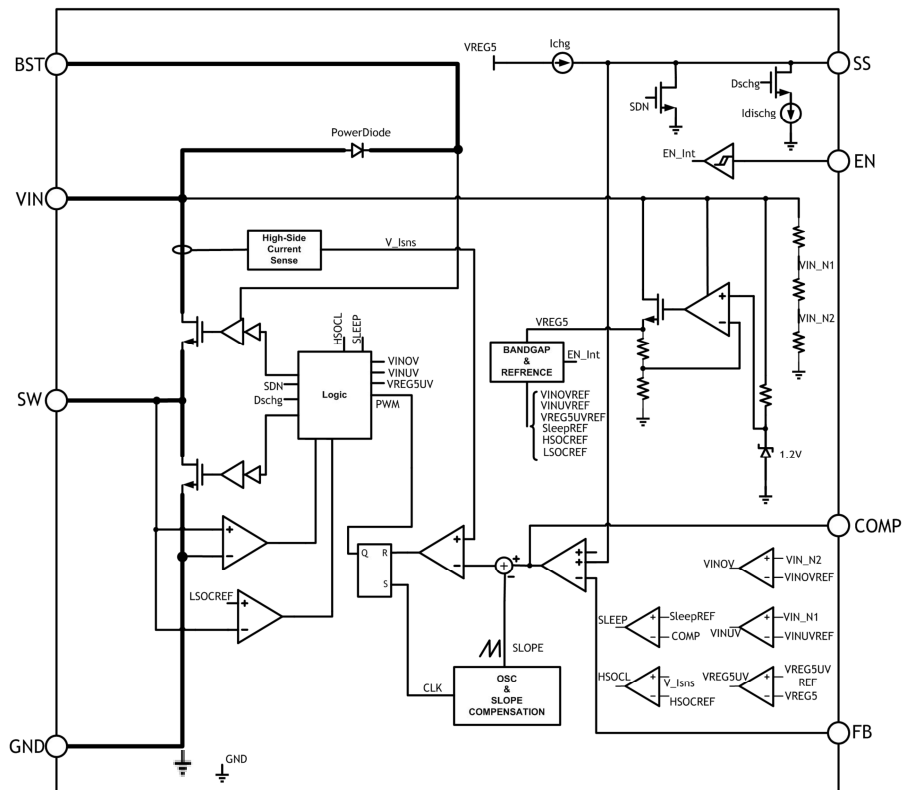 BST
VREG5
Ichg
SS
SDN
Dschg
Idischg
PowerDiode
EN_Int
EN
VIN
High-Side
Current
Sense
V_Isns
VIN_N1
VIN_N2
HSOCL
SLEEP
VREG5
BANDGAP
&
REFRENCE
EN_Int
VINOV
VINUV
VREG5UV
PWM
Logic
SDN
Dschg
SW
VINOVREF
VINUVREF
VREG5UVREF
SleepREF
HSOCREF
LSOCREF
+
-
1.2V
COMP
+
-
Q
R
S
+
-
+
+
-
+
+
-
LSOCREF
+
-
VINOV
+
-
VIN_N2
VINOVREF
SLEEP
+
-
SleepREF
COMP
VINUV
+
-
VIN_N1
VINUVREF
SLOPE
CLK
OSC
&
SLOPE
COMPENSATION
HSOCL
+
-
V_Isns
HSOCREF
VREG5UV
+
-
VREG5UV
REF
VREG5
GND
GND
FB